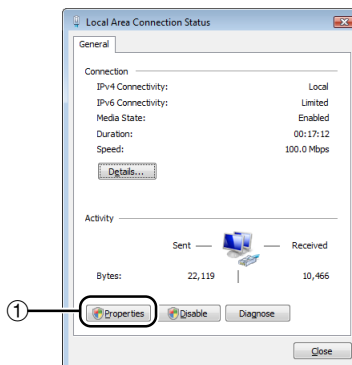 Local Area Connection Status
General
Connection
IPv4 Connectivity: Local
IPv6 Connectivity: Limited
Media State: Enabled
Duration: 00:17:12
Speed: 100.0 Mbps
Details...
Activity
Sent — — Received
Bytes: 22,119 | 10,466
① Properties Disable Diagnose
Close